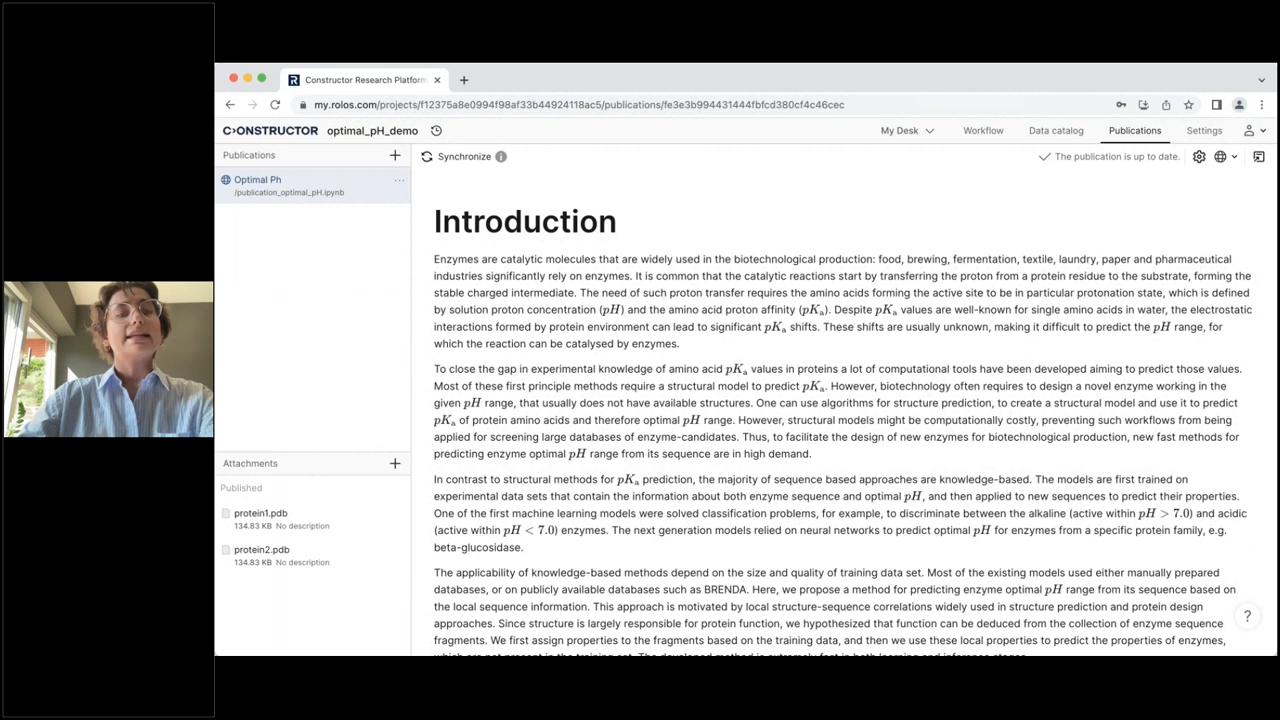 Constructor Research Platform
my.rolos.com/projects/f12375a8e0994f98af33b44924118ac5/publications/fe3e3b994431444fbfcd380cf4c46cec
CONSTRUCTOR optimal_pH_demo My Desk Workflow Data catalog Publications Settings
Publications
Synchronize
The publication is up to date.
Optimal Ph
/publication_optimal_pH.ipynb
Introduction
Enzymes are catalytic molecules that are widely used in the biotechnological production: food, brewing, fermentation, textile, laundry, paper and pharmaceutical
industries significantly rely on enzymes. It is common that the catalytic reactions start by transferring the proton from a protein residue to the substrate, forming the
stable charged intermediate. The need of such proton transfer requires the amino acids forming the active site to be in particular protonation state, which is defined
by solution proton concentration (pH) and the amino acid proton affinity (pKa). Despite pKa values are well-known for single amino acids in water, the electrostatic
interactions formed by protein environment can lead to significant pKa shifts. These shifts are usually unknown, making it difficult to predict the pH range, for
which the reaction can be catalysed by enzymes.
To close the gap in experimental knowledge of amino acid pKa values in proteins a lot of computational tools have been developed aiming to predict those values.
Most of these first principle methods require a structural model to predict pKa. However, biotechnology often requires to design a novel enzyme working in the
given pH range, that usually does not have available structures. One can use algorithms for structure prediction, to create a structural model and use it to predict
pKa of protein amino acids and therefore optimal pH range. However, structural models might be computationally costly, preventing such workflows from being
applied for screening large databases of enzyme-candidates. Thus, to facilitate the design of new enzymes for biotechnological production, new fast methods for
predicting enzyme optimal pH range from its sequence are in high demand.
In contrast to structural methods for pKa prediction, the majority of sequence based approaches are knowledge-based. The models are first trained on
experimental data sets that contain the information about both enzyme sequence and optimal pH, and then applied to new sequences to predict their properties.
One of the first machine learning models were solved classification problems, for example, to discriminate between the alkaline (active within pH > 7.0) and acidic
(active within pH < 7.0) enzymes. The next generation models relied on neural networks to predict optimal pH for enzymes from a specific protein family, e.g.
beta-glucosidase.
The applicability of knowledge-based methods depend on the size and quality of training data set. Most of the existing models used either manually prepared
databases, or on publicly available databases such as BRENDA. Here, we propose a method for predicting enzyme optimal pH range from its sequence based on
the local sequence information. This approach is motivated by local structure-sequence correlations widely used in structure prediction and protein design
approaches. Since structure is largely responsible for protein function, we hypothesized that function can be deduced from the collection of enzyme sequence
fragments. We first assign properties to the fragments based on the training data, and then we use these local properties to predict the properties of enzymes,
Attachments
Published
protein1.pdb
134.83 KB No description
protein2.pdb
134.83 KB No description
?